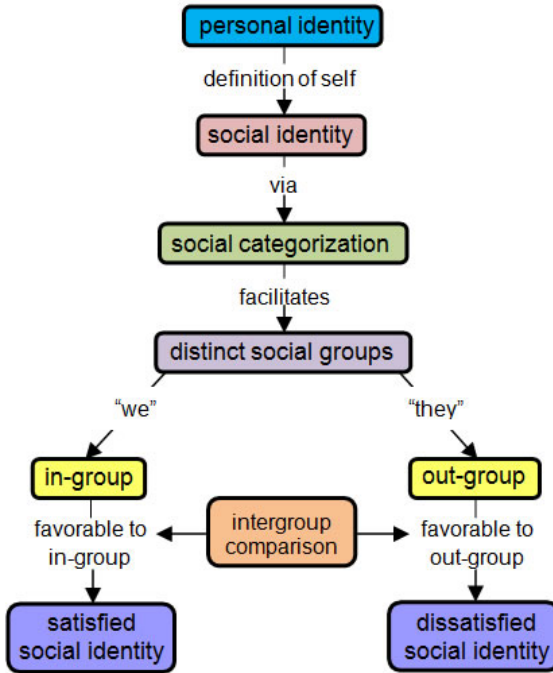 personal identity
definition of self
social identity
via
social categorization
facilitates
distinct social groups
“we”
“they”
in-group
out-group
favorable to
in-group
intergroup
comparison
favorable to
out-group
satisfied
social identity
dissatisfied
social identity